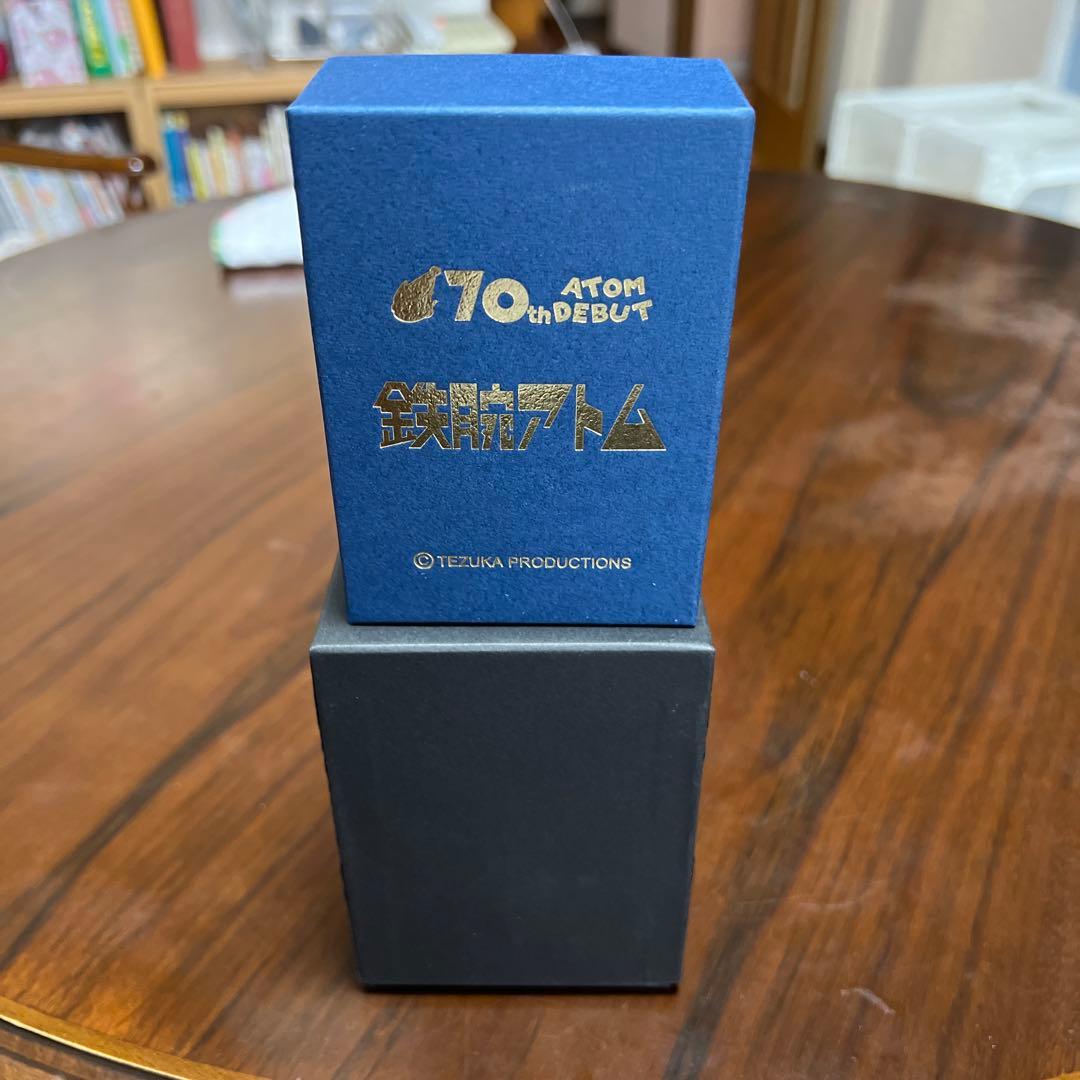 70th ATOM DEBUT
鉄腕アトム
© TEZUKA PRODUCTIONS